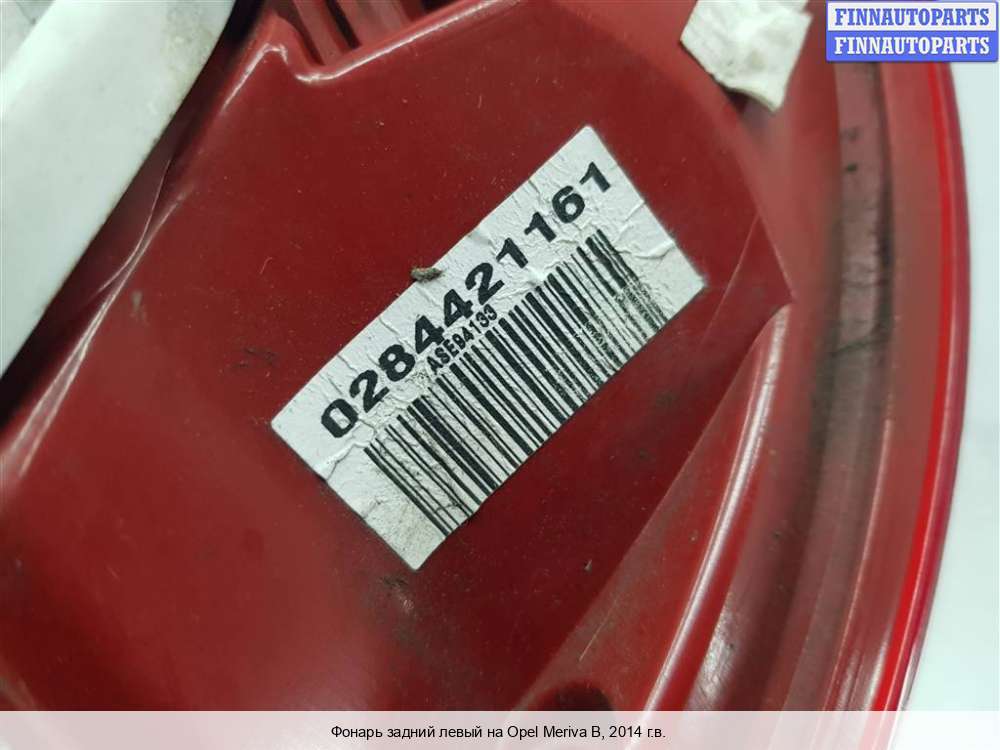 FINNAUTOPARTS
FINNAUTOPARTS
0284421161
ASE94133
Фонарь задний левый на Opel Meriva B, 2014 г.в.